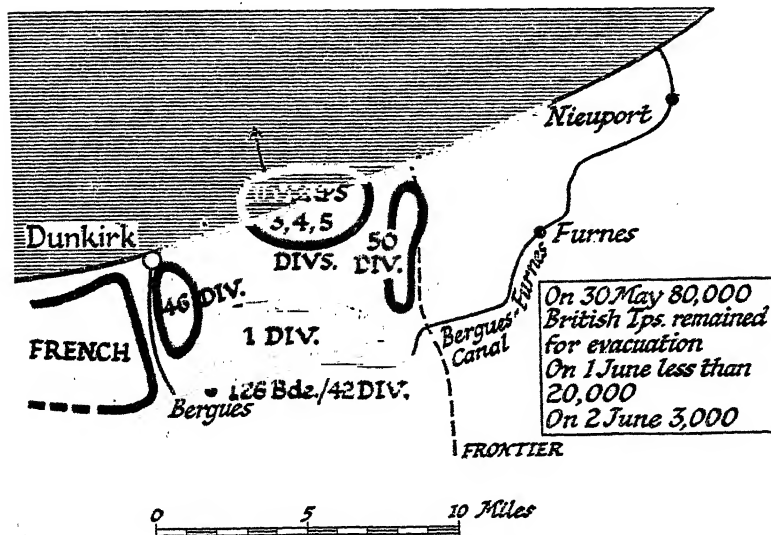 Nieuport
3, 4, 5
DIVS.
50
DIV.
Dunkirk
Furnes
46 DIV.
FRENCH
1 DIV.
Bergues-Furnes
Canal
126 Bde./42 DIV.
Bergues
On 30 May 80,000
British Tps. remained
for evacuation
On 1 June less than
20,000
On 2 June 3,000
FRONTIER
0 5 10 Miles